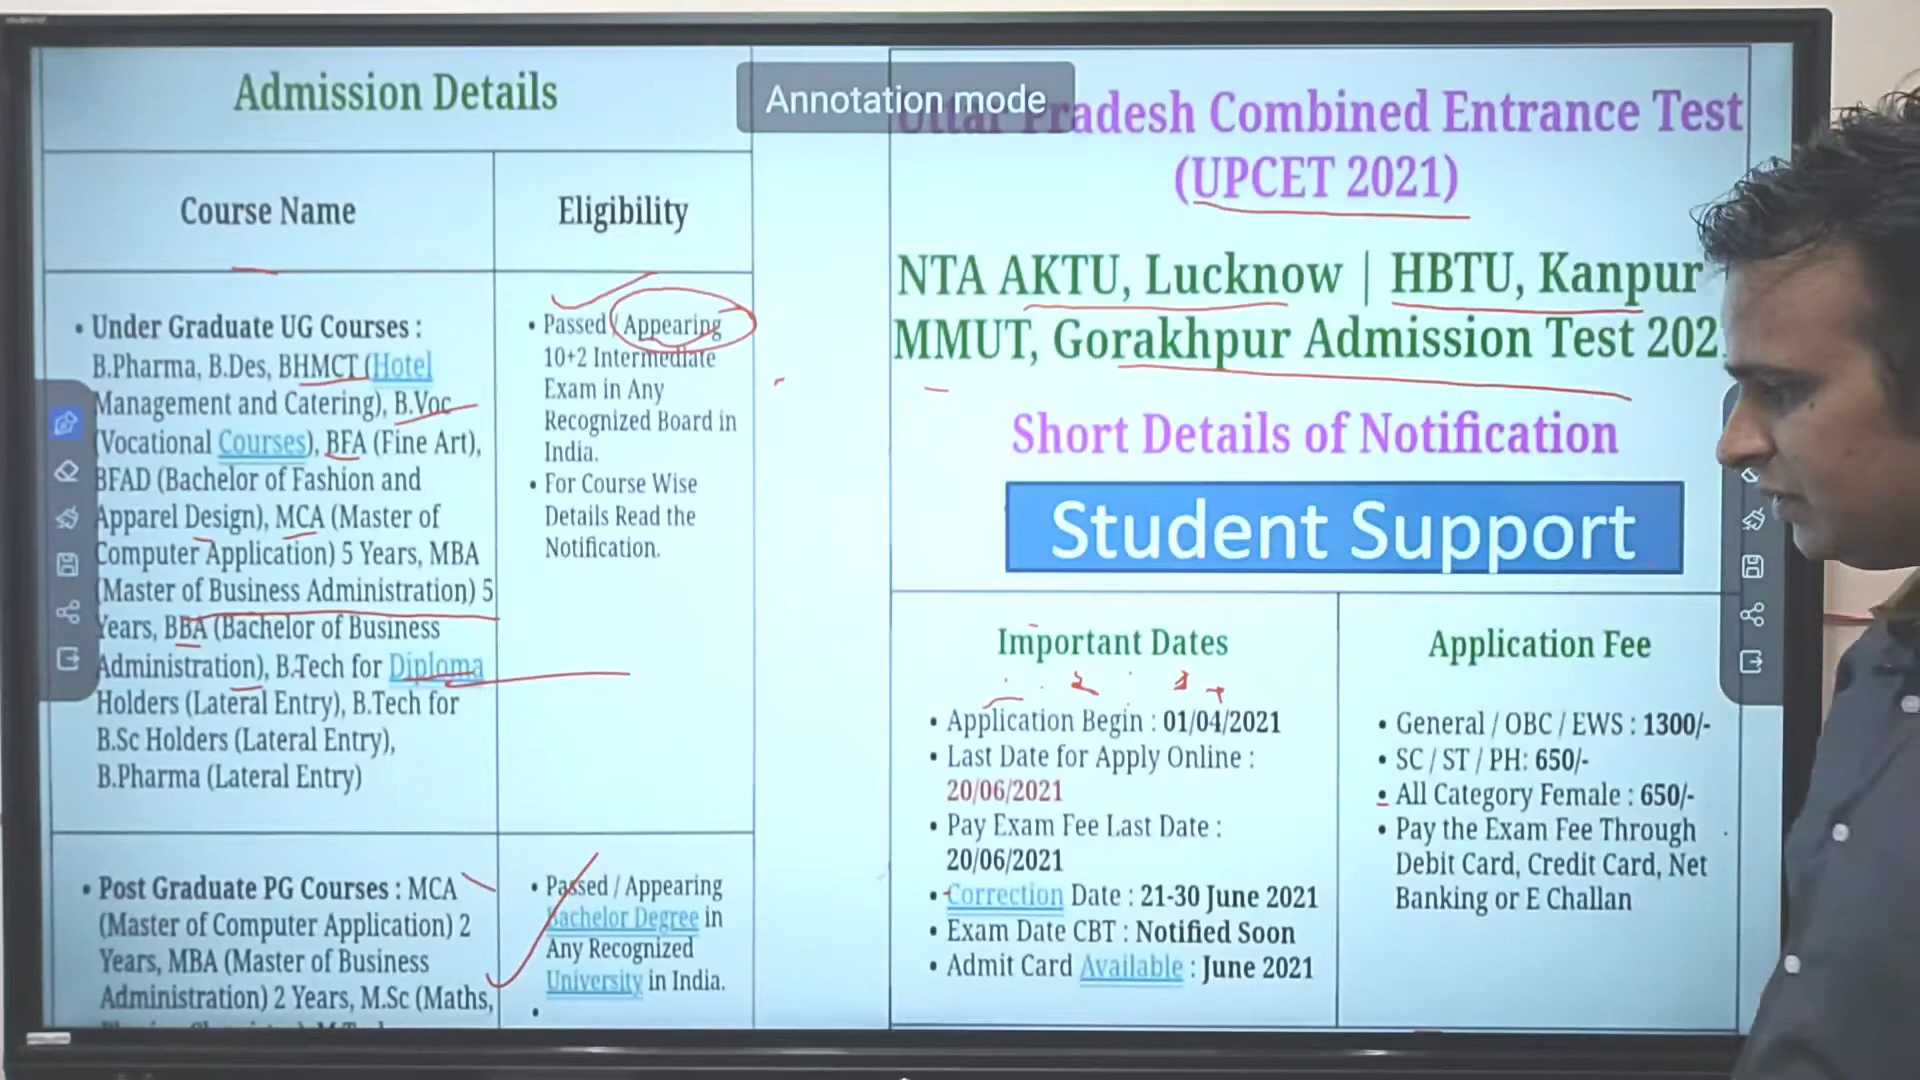 Admission Details
Course Name
Eligibility
• Under Graduate UG Courses :
B.Pharma, B.Des, BHMCT (Hotel
Management and Catering), B.Voc
(Vocational Courses), BFA (Fine Art),
BFAD (Bachelor of Fashion and
Apparel Design), MCA (Master of
Computer Application) 5 Years, MBA
(Master of Business Administration) 5
Years, BBA (Bachelor of Business
Administration), B.Tech for Diploma
Holders (Lateral Entry), B.Tech for
B.Sc Holders (Lateral Entry),
B.Pharma (Lateral Entry)
• Passed / Appearing
10+2 Intermediate
Exam in Any
Recognized Board in
India.
• For Course Wise
Details Read the
Notification.
• Post Graduate PG Courses : MCA
(Master of Computer Application) 2
Years, MBA (Master of Business
Administration) 2 Years, M.Sc (Maths,
• Passed / Appearing
Bachelor Degree in
Any Recognized
University in India.
•
Annotation mode
Pradesh Combined Entrance Test
(UPCET 2021)
NTA AKTU, Lucknow | HBTU, Kanpur
MMUT, Gorakhpur Admission Test 202
Short Details of Notification
Student Support
Important Dates
• Application Begin : 01/04/2021
• Last Date for Apply Online :
20/06/2021
• Pay Exam Fee Last Date :
20/06/2021
• Correction Date : 21-30 June 2021
• Exam Date CBT : Notified Soon
• Admit Card Available : June 2021
Application Fee
• General / OBC / EWS : 1300/-
• SC / ST / PH: 650/-
• All Category Female : 650/-
• Pay the Exam Fee Through
Debit Card, Credit Card, Net
Banking or E Challan